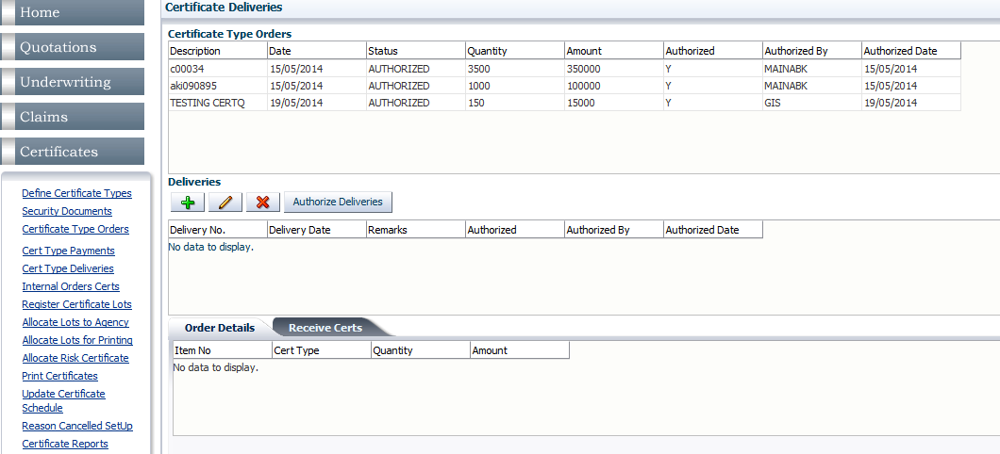 Home
Quotations
Underwriting
Claims
Certificates
Define Certificate Types
Security Documents
Certificate Type Orders
Cert Type Payments
Cert Type Deliveries
Internal Orders Certs
Register Certificate Lots
Allocate Lots to Agency
Allocate Lots for Printing
Allocate Risk Certificate
Print Certificates
Update Certificate
Schedule
Reason Cancelled SetUp
Certificate Reports
Certificate Deliveries
Certificate Type Orders
Description Date Status Quantity Amount Authorized Authorized By Authorized Date
c00034 15/05/2014 AUTHORIZED 3500 350000 Y MAINABK 15/05/2014
aki090895 15/05/2014 AUTHORIZED 1000 100000 Y MAINABK 15/05/2014
TESTING CERTQ 19/05/2014 AUTHORIZED 150 15000 Y GIS 19/05/2014
Deliveries
Authorize Deliveries
Delivery No. Delivery Date Remarks Authorized Authorized By Authorized Date
No data to display.
Order Details Receive Certs
Item No Cert Type Quantity Amount
No data to display.